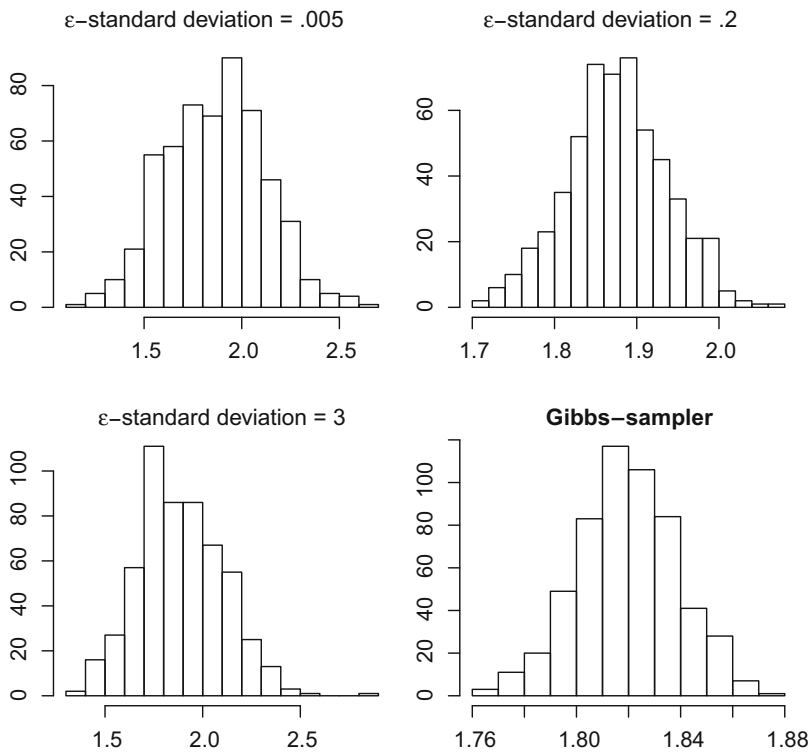 ε−standard deviation = .005
0 20 40 60 80
1.5 2.0 2.5
ε−standard deviation = .2
0 20 40 60
1.7 1.8 1.9 2.0
ε−standard deviation = 3
0 20 40 60 80 100
1.5 2.0 2.5
Gibbs−sampler
0 20 40 60 80 100
1.76 1.80 1.84 1.88